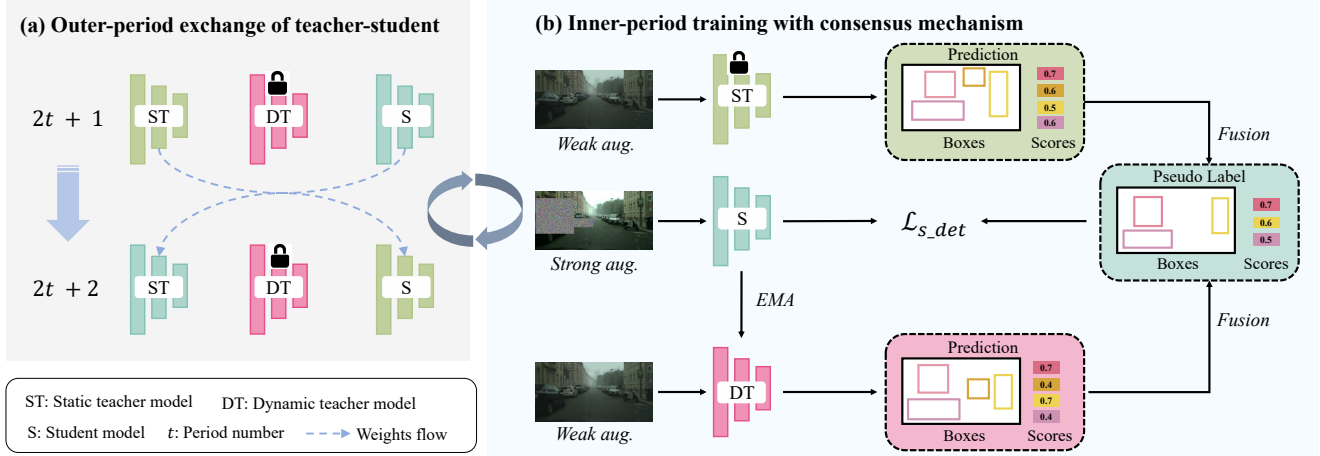 (a) Outer-period exchange of teacher-student
2t + 1
ST
DT
S
2t + 2
ST
DT
S
ST: Static teacher model
DT: Dynamic teacher model
S: Student model
t: Period number
Weights flow
(b) Inner-period training with consensus mechanism
Weak aug.
ST
Prediction
0.7
0.6
0.5
0.6
Boxes
Scores
Fusion
Strong aug.
S
ℒs_det
Pseudo Label
0.7
0.6
0.5
Boxes
Scores
EMA
Fusion
Weak aug.
DT
Prediction
0.7
0.4
0.7
0.4
Boxes
Scores